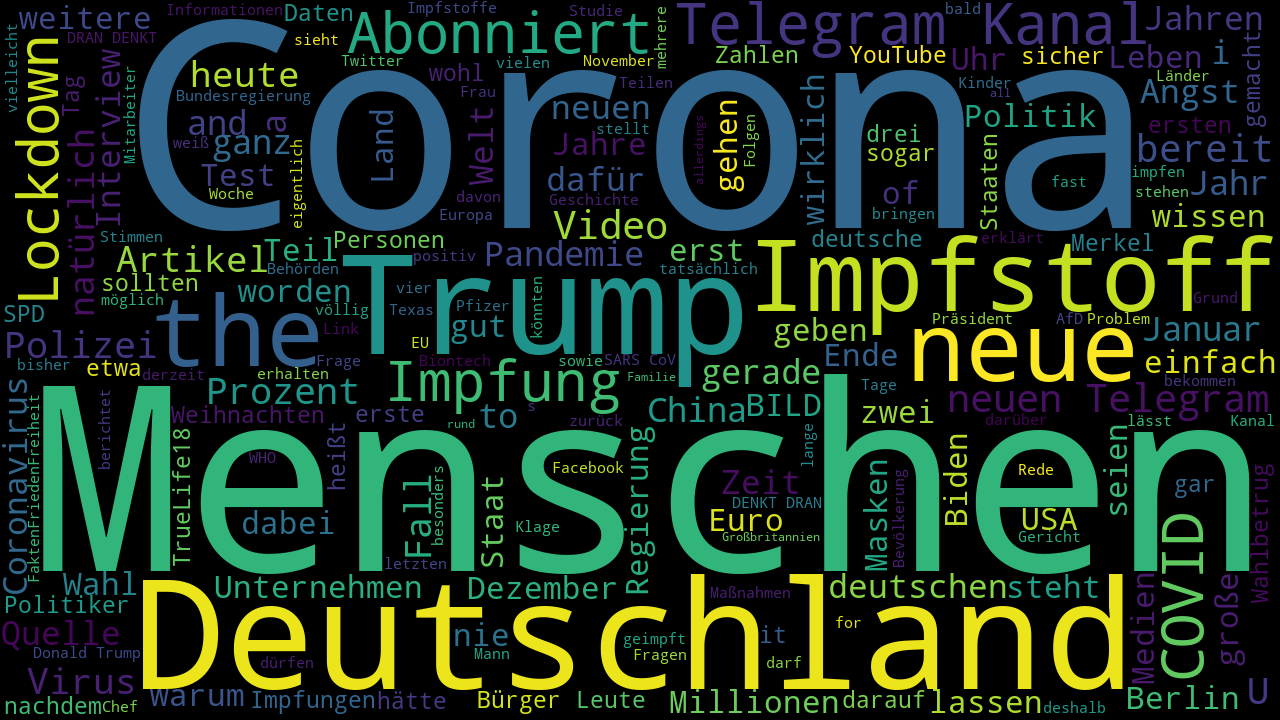 weitere
Informationen
Daten
Impfstoffe
Studie
Abonniert
Telegram Kanal
bald
Jahren
vielleicht
DRAN DENKT
sieht
Twitter
vielen
November
mehrere
Zahlen
YouTube
Uhr
sicher
Leben
i
gemacht
Lockdown
Tag
Interview
Mitarbeiter
heute
Bundesregierung
wohl
Frau
Teilen
neuen
Kinder
all
Länder
Angst
Corona
and
a
weiß
ganz
Land
Welt
stellt
Jahre
gehen
Folgen
allerdings
wirklich
drei
sogar
Politik
Staaten
ersten
bereit
natürlich
Test
Woche
eigentlich
davon
dafür
Geschichte
Europa
of
bringen
fast
impfen
stehen
Jahr
wissen
Video
Stimmen
Artikel
Teil
Personen
Behörden
positiv
Pandemie
erst
tatsächlich
deutsche
erklärt
Merkel
sollten
möglich
worden
Trump
Impfstoff
Grund
SPD
the
völlig
vier
Texas
Pfizer
gut
könnten
geben
Präsident
AfD
Problem
Januar
Polizei
Link
EU
neue
bisher
etwa
derzeit
Frage
erhalten
Biontech
sowie
SARS CoV
Familie
gerade
Ende
einfach
Prozent
Impfung
Tage
bekommen
Coronavirus
FaktenFriedenFreiheit
berichtet
Weihnachten
erste
rund
to
s
zurück
China
BILD
zwei
neuen Telegram
darüber
lässt
Kanal
TrueLife18
WHO
heißt
Menschen
Fall
besonders
Staat
Facebook
Klage
Regierung
Zeit
DENKT DRAN
lange
Masken
Bevölkerung
Biden
Rede
USA
Gericht
seien
gar
Wahlbetrug
dabei
Euro
Großbritannien
letzten
COVID
Wahl
Unternehmen
Dezember
Maßnahmen
deutschen
steht
Medien
große
Politiker
Deutschland
Quelle
Donald Trump
dürfen
nie
Mann
geimpft
Fragen
it
darf
for
Virus
nachdem
Chef
warum
Impfungen
hätte
Bürger
Leute
Millionen
darauf
lassen
deshalb
Berlin
U